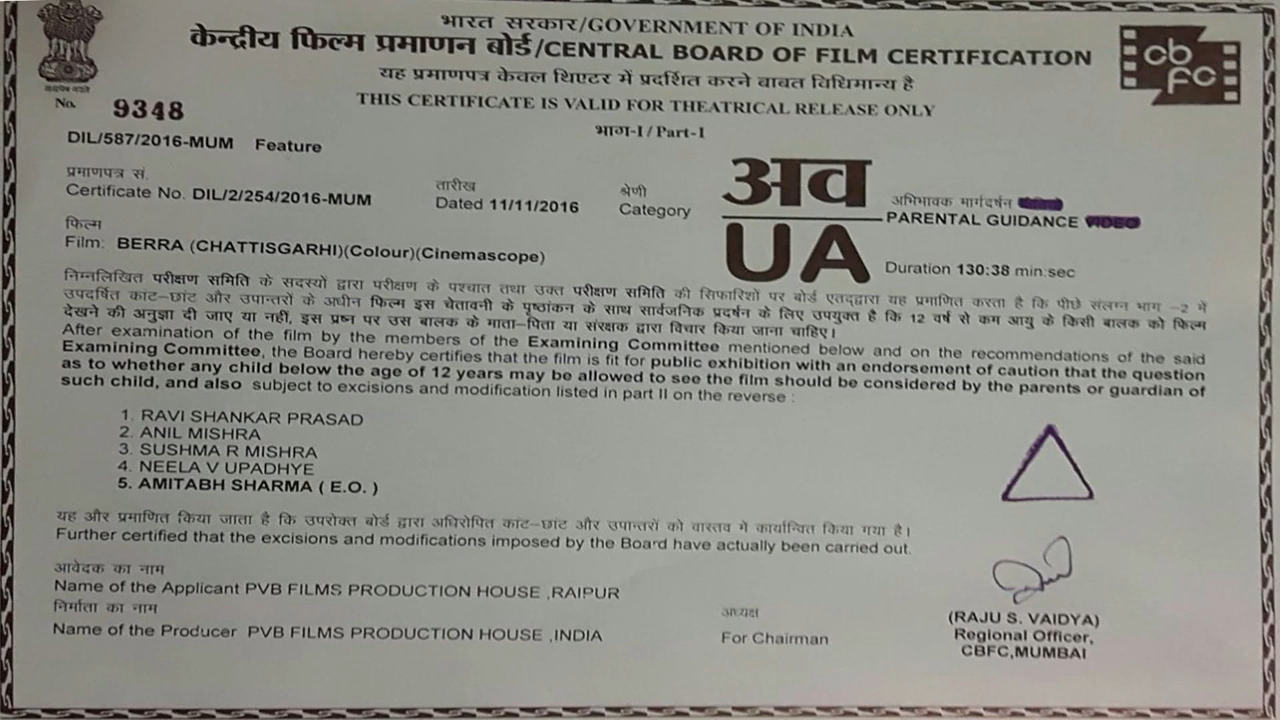 भारत सरकार/GOVERNMENT OF INDIA
केन्द्रीय फिल्म प्रमाणन बोर्ड/CENTRAL BOARD OF FILM CERTIFICATION
यह प्रमाणपत्र केवल थिएटर में प्रदर्शित करने बाबत विधिमान्य है
THIS CERTIFICATE IS VALID FOR THEATRICAL RELEASE ONLY
भाग-I / Part-I
cb
fc
सत्यमेव जयते
No. 9348
DIL/587/2016-MUM Feature
प्रमाणपत्र सं.
Certificate No. DIL/2/254/2016-MUM
तारीख
Dated 11/11/2016
श्रेणी
Category
अव
UA
अभिभावक मार्गदर्शन
PARENTAL GUIDANCE VIDEO
Duration 130:38 min:sec
फिल्म
Film: BERRA (CHATTISGARHI)(Colour)(Cinemascope)
निम्नलिखित परीक्षण समिति के सदस्यों द्वारा परीक्षण के पश्चात तथा उक्त परीक्षण समिति की सिफारिशों पर बोर्ड एतद्द्वारा यह प्रमाणित करता है कि पीछे संलग्न भाग -2 में
उपदर्षित काट-छांट और उपान्तरों के अधीन फिल्म इस चेतावनी के पृष्ठांकन के साथ सार्वजनिक प्रदर्शन के लिए उपयुक्त है कि 12 वर्ष से कम आयु के किसी बालक को फिल्म
देखने की अनुज्ञा दी जाए या नहीं, इस प्रश्न पर उस बालक के माता-पिता या संरक्षक द्वारा विचार किया जाना चाहिए।
After examination of the film by the members of the Examining Committee mentioned below and on the recommendations of the said
Examining Committee, the Board hereby certifies that the film is fit for public exhibition with an endorsement of caution that the question
as to whether any child below the age of 12 years may be allowed to see the film should be considered by the parents or guardian of
such child, and also subject to excisions and modification listed in part II on the reverse :
1. RAVI SHANKAR PRASAD
2. ANIL MISHRA
3. SUSHMA R MISHRA
4. NEELA V UPADHYE
5. AMITABH SHARMA ( E.O. )
यह और प्रमाणित किया जाता है कि उपरोक्त बोर्ड द्वारा अधिरोपित कांट-छांट और उपान्तरों को वास्तव में कार्यान्वित किया गया है।
Further certified that the excisions and modifications imposed by the Board have actually been carried out.
आवेदक का नाम
Name of the Applicant PVB FILMS PRODUCTION HOUSE ,RAIPUR
निर्माता का नाम
Name of the Producer PVB FILMS PRODUCTION HOUSE ,INDIA
अध्यक्ष
For Chairman
(RAJU S. VAIDYA)
Regional Officer,
CBFC,MUMBAI